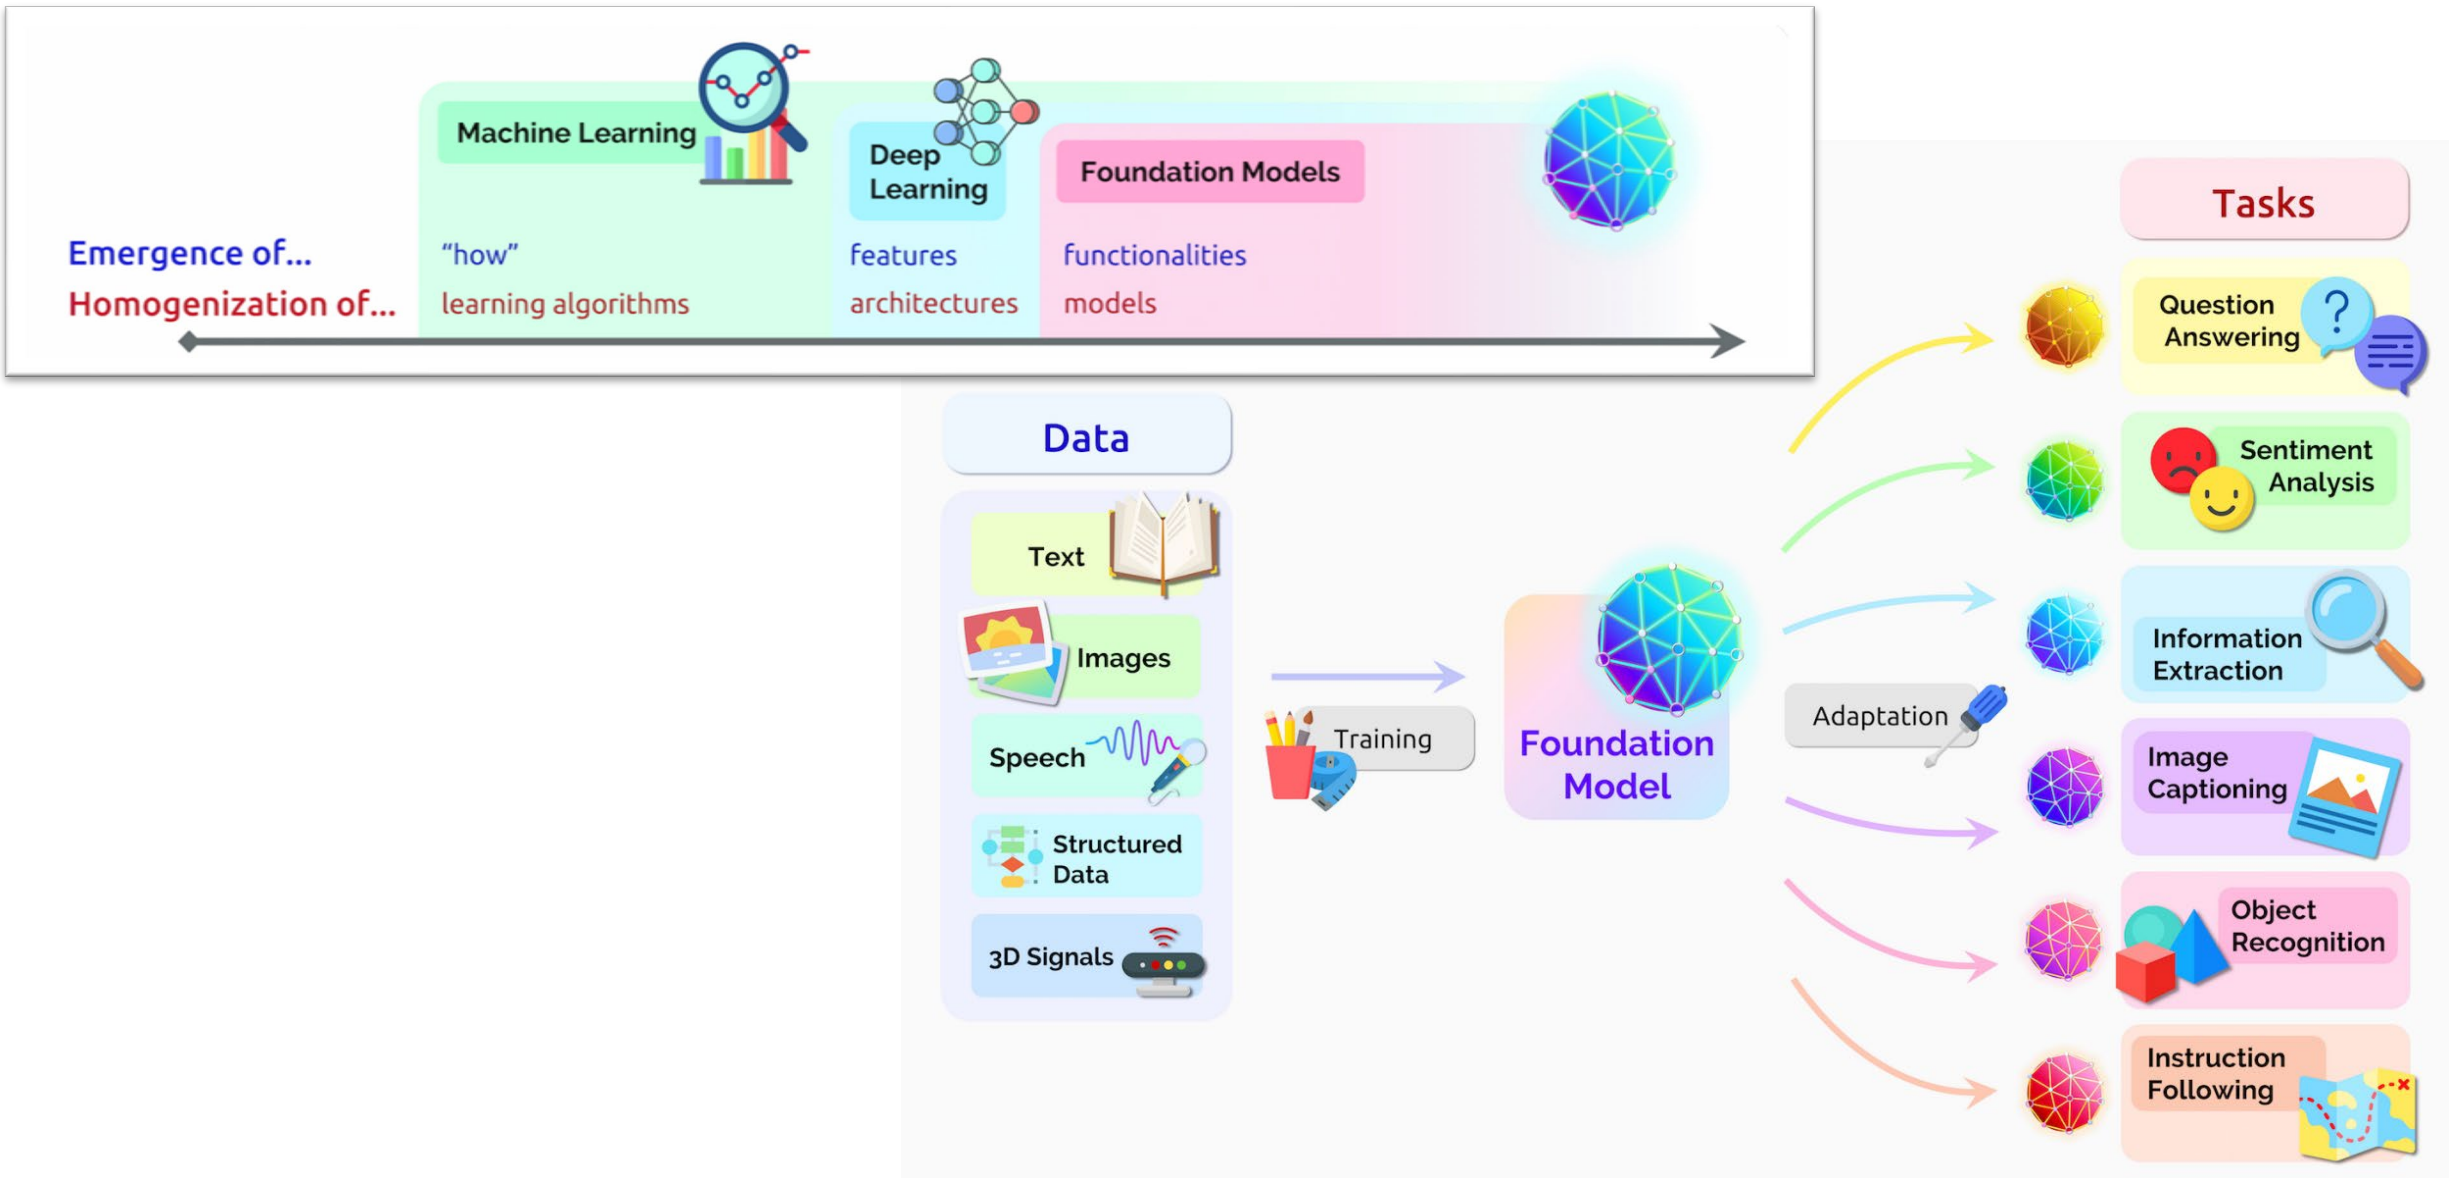 Machine Learning
Deep
Learning
Foundation Models
Emergence of...
"how"
features
functionalities
Homogenization of...
learning algorithms
architectures
models
Data
Text
Images
Speech
Structured
Data
3D Signals
Training
Foundation
Model
Adaptation
Tasks
Question
Answering
?
Sentiment
Analysis
Information
Extraction
Image
Captioning
Object
Recognition
Instruction
Following